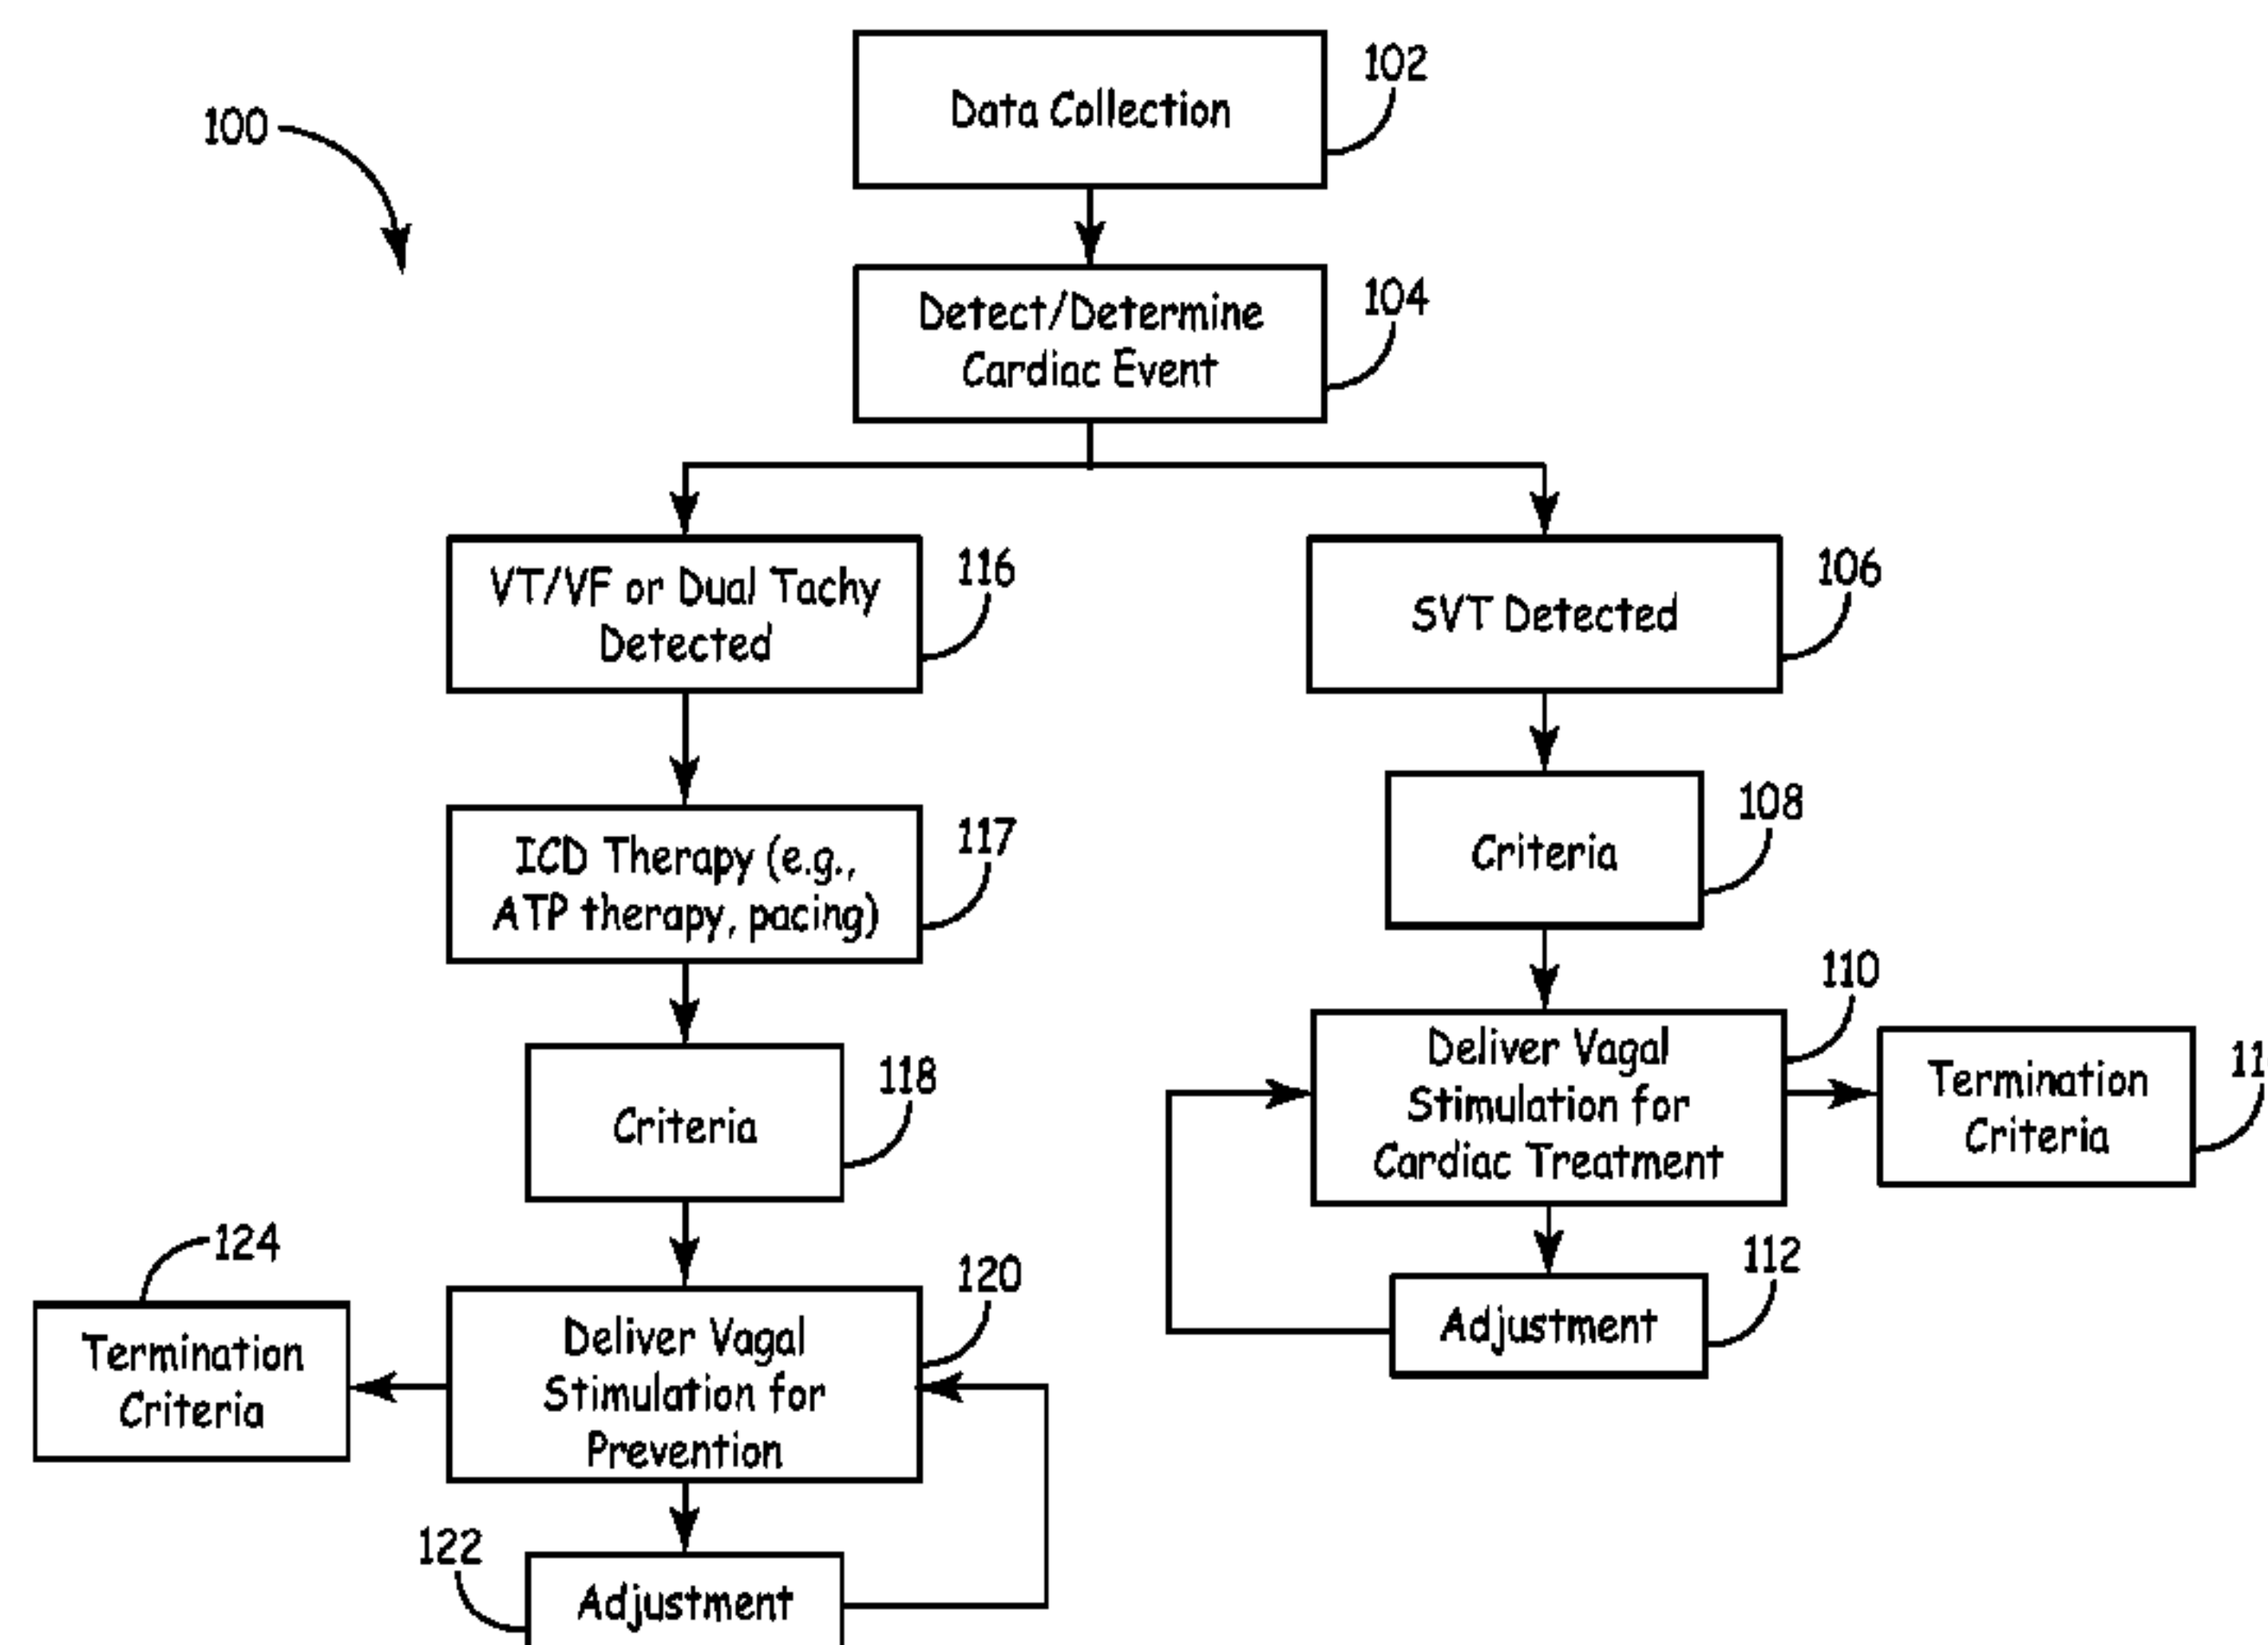 102
Data Collection
100
104
Detect/Determine
Cardiac Event
116
VT/VF or Dual Tachy
Detected
106
SVT Detected
117
ICD Therapy (e.g.,
ATP therapy, pacing)
108
Criteria
118
Criteria
110
Deliver Vagal
Stimulation for
Cardiac Treatment
11
Termination
Criteria
112
Adjustment
124
Termination
Criteria
120
Deliver Vagal
Stimulation for
Prevention
122
Adjustment